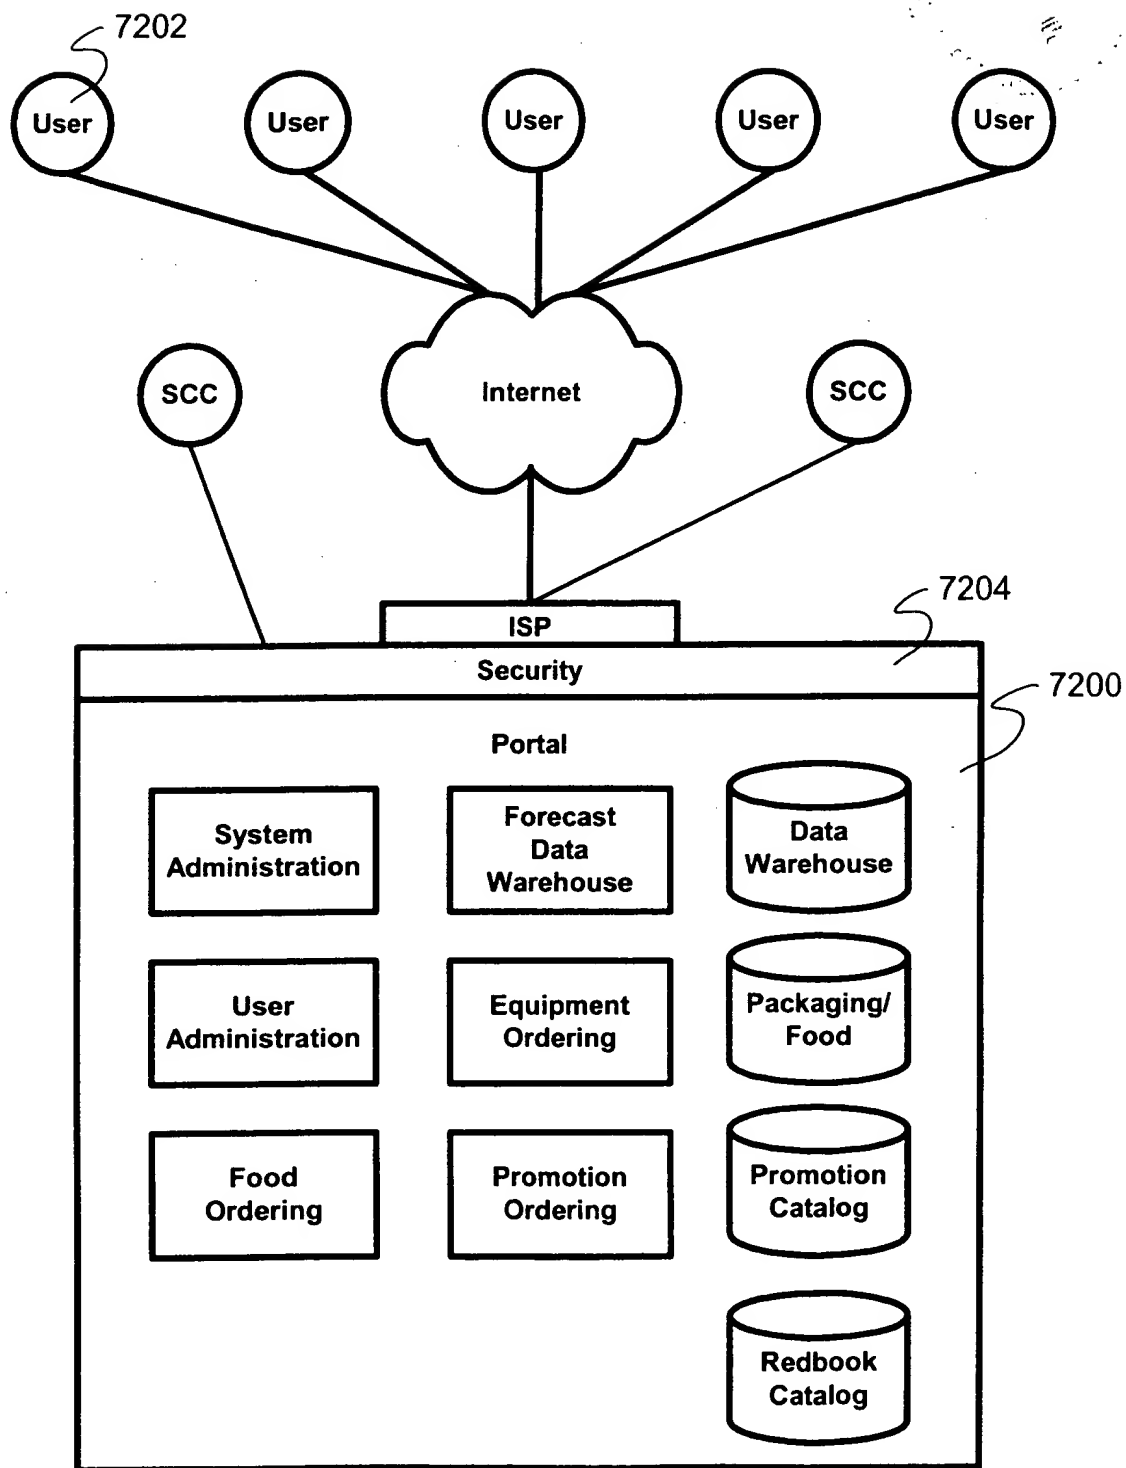 7202
User
User
User
User
User
SCC
Internet
SCC
7204
ISP
Security
7200
Portal
System
Administration
Forecast
Data
Warehouse
Data
Warehouse
User
Administration
Equipment
Ordering
Packaging/
Food
Food
Ordering
Promotion
Ordering
Promotion
Catalog
Redbook
Catalog